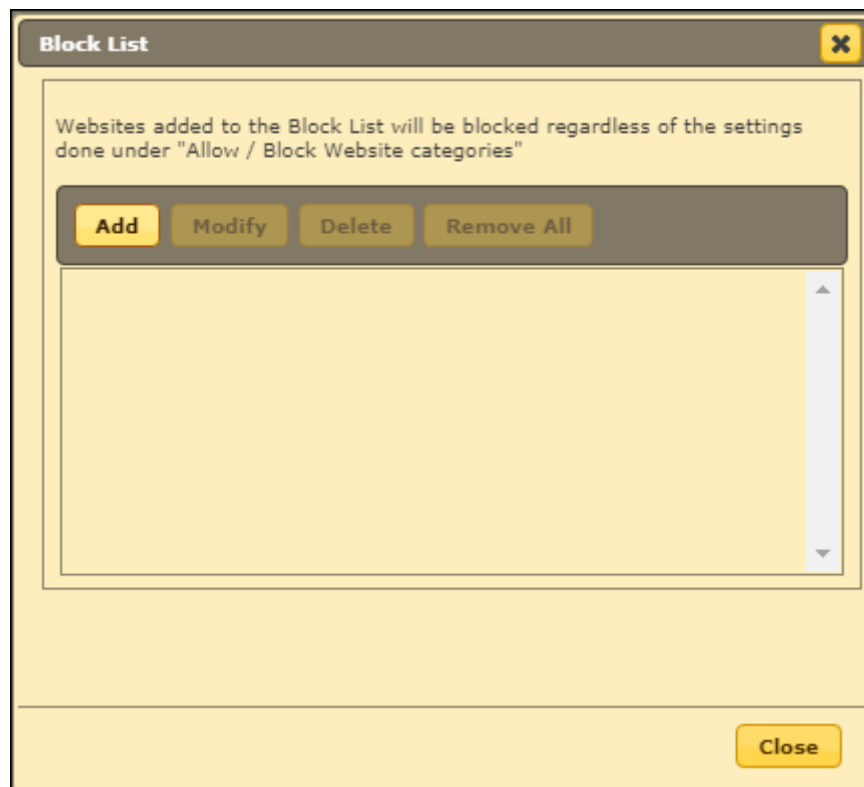 Block List
Websites added to the Block List will be blocked regardless of the settings
done under "Allow / Block Website categories"
Add Modify Delete Remove All
Close